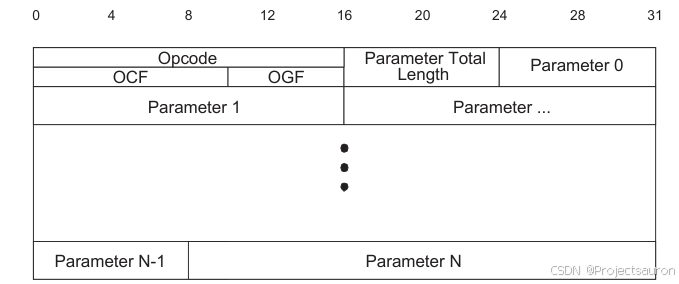 0 4 8 12 16 20 24 28 31
Opcode
OCF OGF
Parameter Total
Length
Parameter 0
Parameter 1 Parameter ...
Parameter N-1 Parameter N
CSDN @Projectsauron